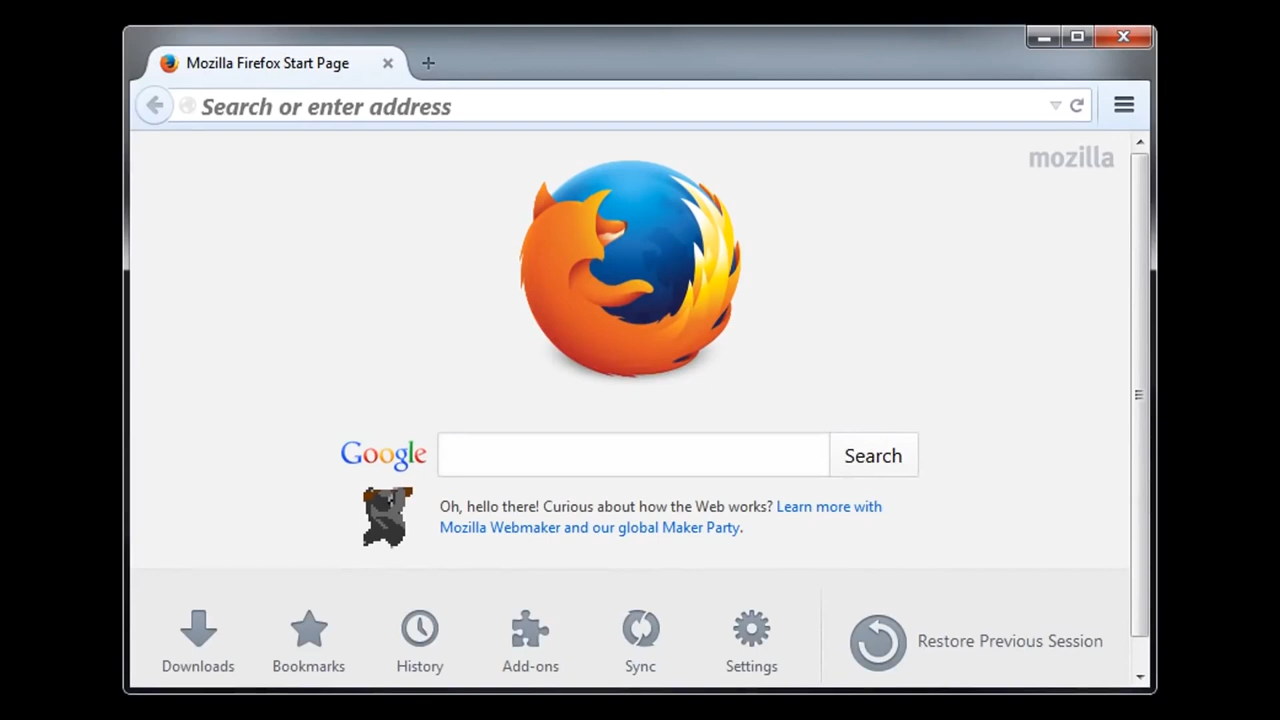 Mozilla Firefox Start Page
Search or enter address
mozilla
Google
Search
Oh, hello there! Curious about how the Web works? Learn more with
Mozilla Webmaker and our global Maker Party.
Downloads
Bookmarks
History
Add-ons
Sync
Settings
Restore Previous Session